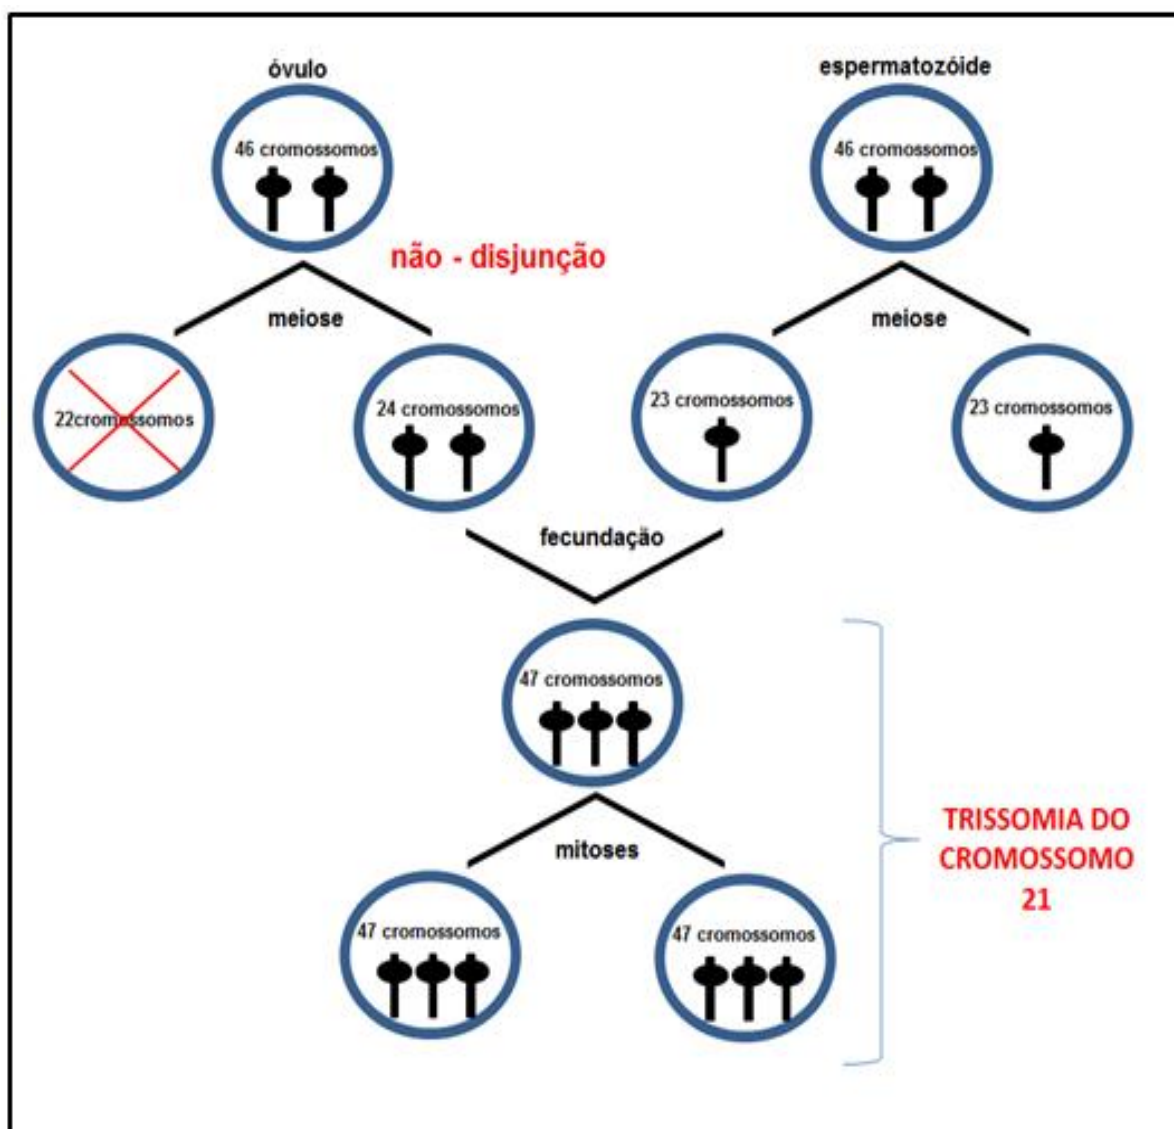 óvulo
espermatozóide
46 cromossomos
46 cromossomos
não - disjunção
meiose
meiose
22cromossomos
24 cromossomos
23 cromossomos
23 cromossomos
fecundação
47 cromossomos
mitoses
TRISSOMIA DO
CROMOSSOMO
21
47 cromossomos
47 cromossomos